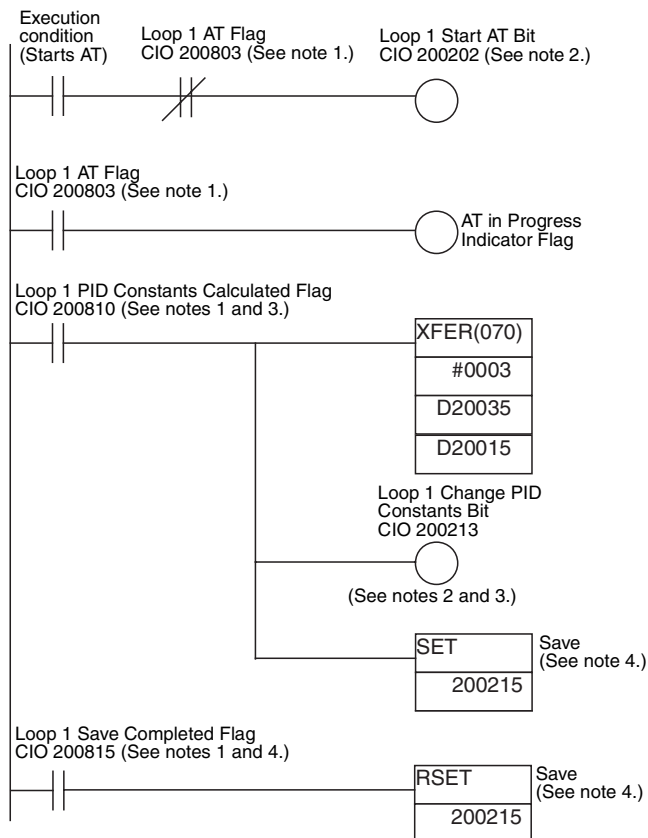 Execution
condition
(Starts AT)
Loop 1 AT Flag
CIO 200803 (See note 1.)
Loop 1 Start AT Bit
CIO 200202 (See note 2.)
Loop 1 AT Flag
CIO 200803 (See note 1.)
AT in Progress
Indicator Flag
Loop 1 PID Constants Calculated Flag
CIO 200810 (See notes 1 and 3.)
XFER(070)
#0003
D20035
D20015
Loop 1 Change PID
Constants Bit
CIO 200213
(See notes 2 and 3.)
SET
200215
Save
(See note 4.)
Loop 1 Save Completed Flag
CIO 200815 (See notes 1 and 4.)
RSET
200215
Save
(See note 4.)